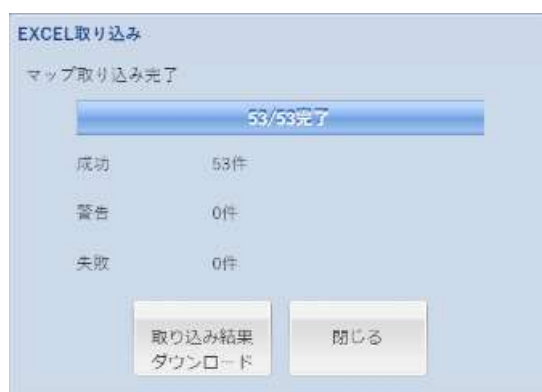 EXCEL取り込み
マップ取り込み完了
53/53完了
成功 53件
警告 0件
失敗 0件
取り込み結果
ダウンロード
閉じる